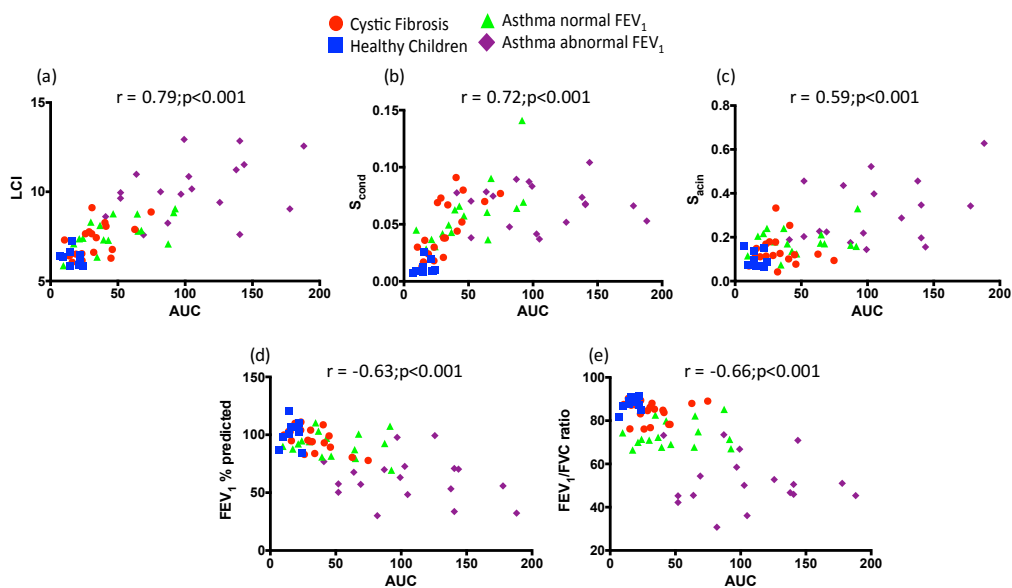 Cystic Fibrosis
Asthma normal FEV₁
Healthy Children
Asthma abnormal FEV₁
(a)
r = 0.79;p<0.001
15
10
5
LCI
0 50 100 150 200
AUC
(b)
r = 0.72;p<0.001
0.15
0.10
0.05
0.00
Scond
0 50 100 150 200
AUC
(c)
r = 0.59;p<0.001
0.8
0.6
0.4
0.2
0.0
Sacin
0 50 100 150 200
AUC
(d)
r = -0.63;p<0.001
150
100
50
0
FEV₁ % predicted
0 50 100 150 200
AUC
(e)
r = -0.66;p<0.001
100
80
60
40
20
FEV₁/FVC ratio
0 50 100 150 200
AUC